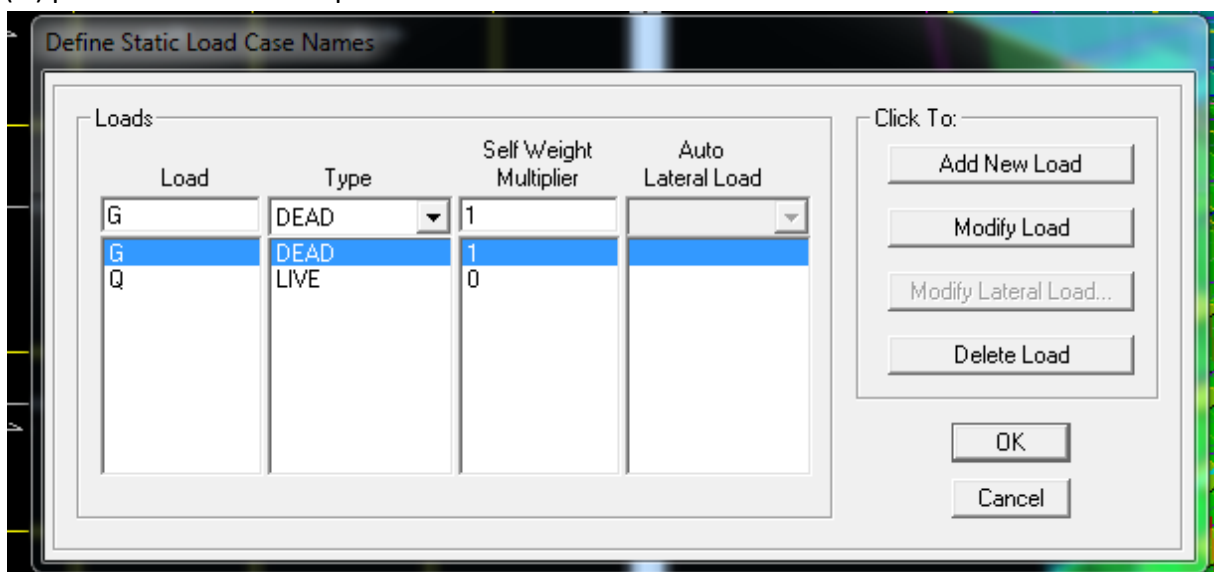 Define Static Load Case Names
Loads
Click To:
Load Type Self Weight Multiplier Auto Lateral Load
G DEAD 1
G DEAD 1
Q LIVE 0
Add New Load
Modify Load
Modify Lateral Load...
Delete Load
OK
Cancel